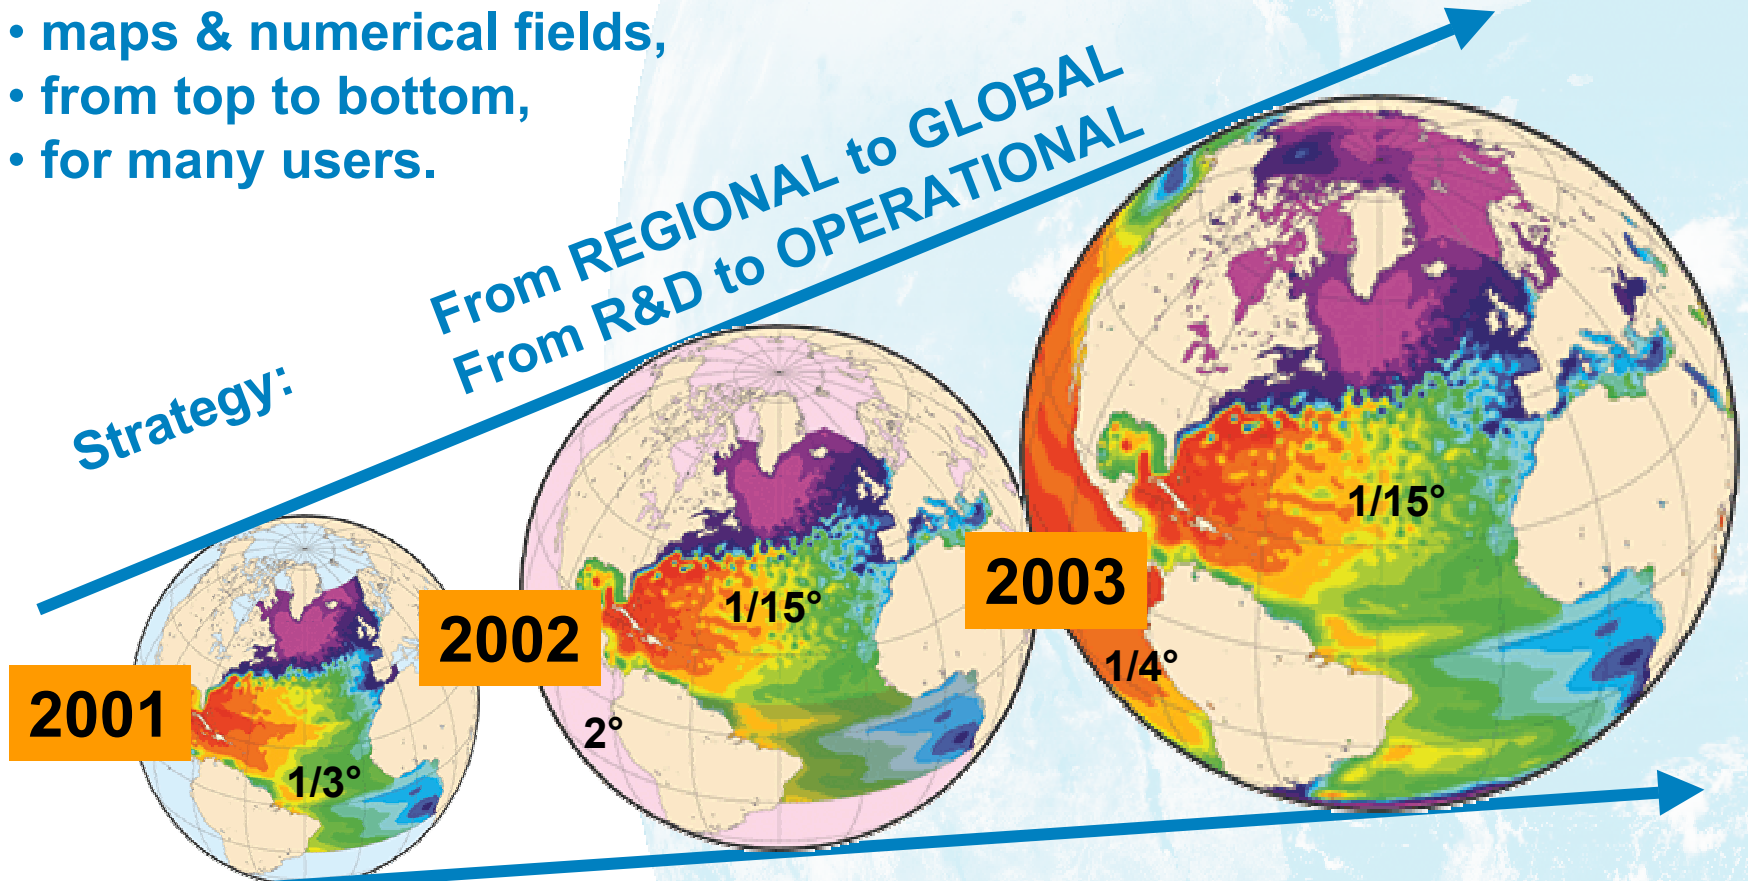 • maps & numerical fields,
• from top to bottom,
• for many users.
Strategy:
From REGIONAL to GLOBAL
From R&D to OPERATIONAL
2001
1/3°
2002
1/15°
2°
2003
1/15°
1/4°